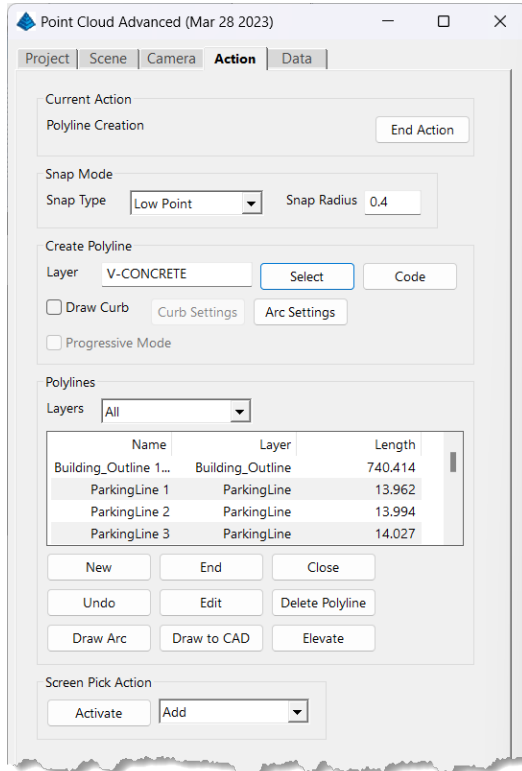 Point Cloud Advanced (Mar 28 2023)
Project Scene Camera Action Data
Current Action
Polyline Creation End Action
Snap Mode
Snap Type Low Point Snap Radius 0.4
Create Polyline
Layer V-CONCRETE Select Code
Draw Curb Curb Settings Arc Settings
Progressive Mode
Polylines
Layers All
Name Layer Length
Building_Outline 1... Building_Outline 740.414
ParkingLine 1 ParkingLine 13.962
ParkingLine 2 ParkingLine 13.994
ParkingLine 3 ParkingLine 14.027
New End Close
Undo Edit Delete Polyline
Draw Arc Draw to CAD Elevate
Screen Pick Action
Activate Add